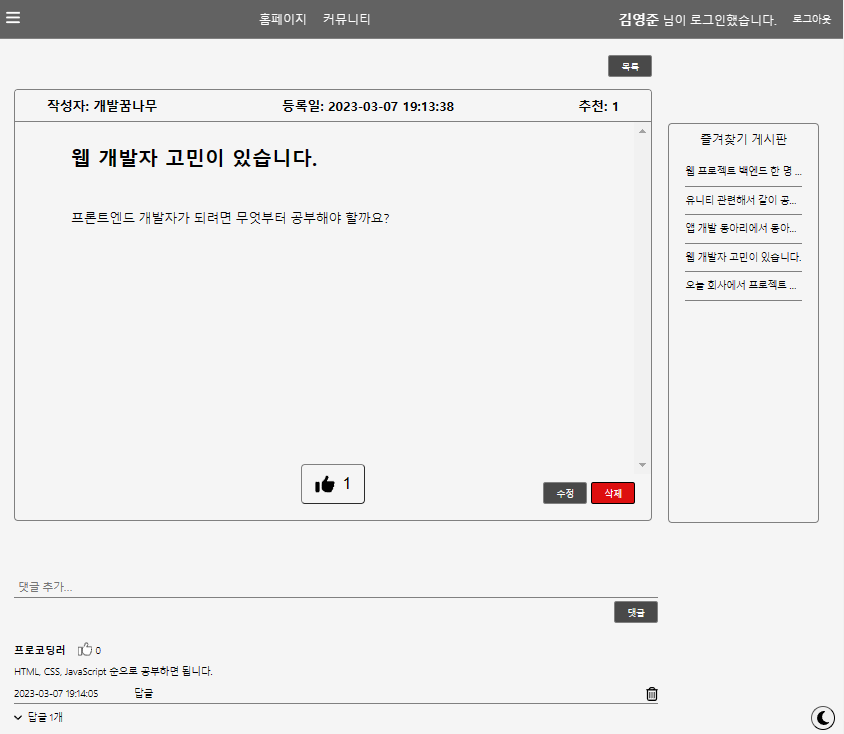 홈페이지 커뮤니티 김영준 님이 로그인했습니다. 로그아웃
목록
작성자: 개발꿈나무 등록일: 2023-03-07 19:13:38 추천: 1
웹 개발자 고민이 있습니다.
프론트엔드 개발자가 되려면 무엇부터 공부해야 할까요?
1
수정 삭제
즐겨찾기 게시판
웹 프로젝트 백엔드 한 명 ...
유니티 관련해서 같이 공...
앱 개발 동아리에서 동아...
웹 개발자 고민이 있습니다.
오늘 회사에서 프로젝트 ...
댓글 추가...
댓글
프로코딩러 0
HTML, CSS, JavaScript 순으로 공부하면 됩니다.
2023-03-07 19:14:05 답글
답글 1개